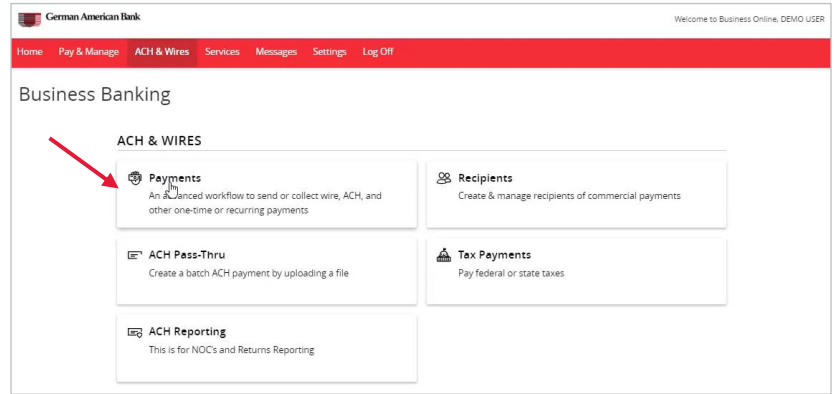 German American Bank
Welcome to Business Online, DEMO USER
Home Pay & Manage ACH & Wires Services Messages Settings Log Off
Business Banking
ACH & WIRES
Payments
An advanced workflow to send or collect wire, ACH, and
other one-time or recurring payments
Recipients
Create & manage recipients of commercial payments
ACH Pass-Thru
Create a batch ACH payment by uploading a file
Tax Payments
Pay federal or state taxes
ACH Reporting
This is for NOC's and Returns Reporting